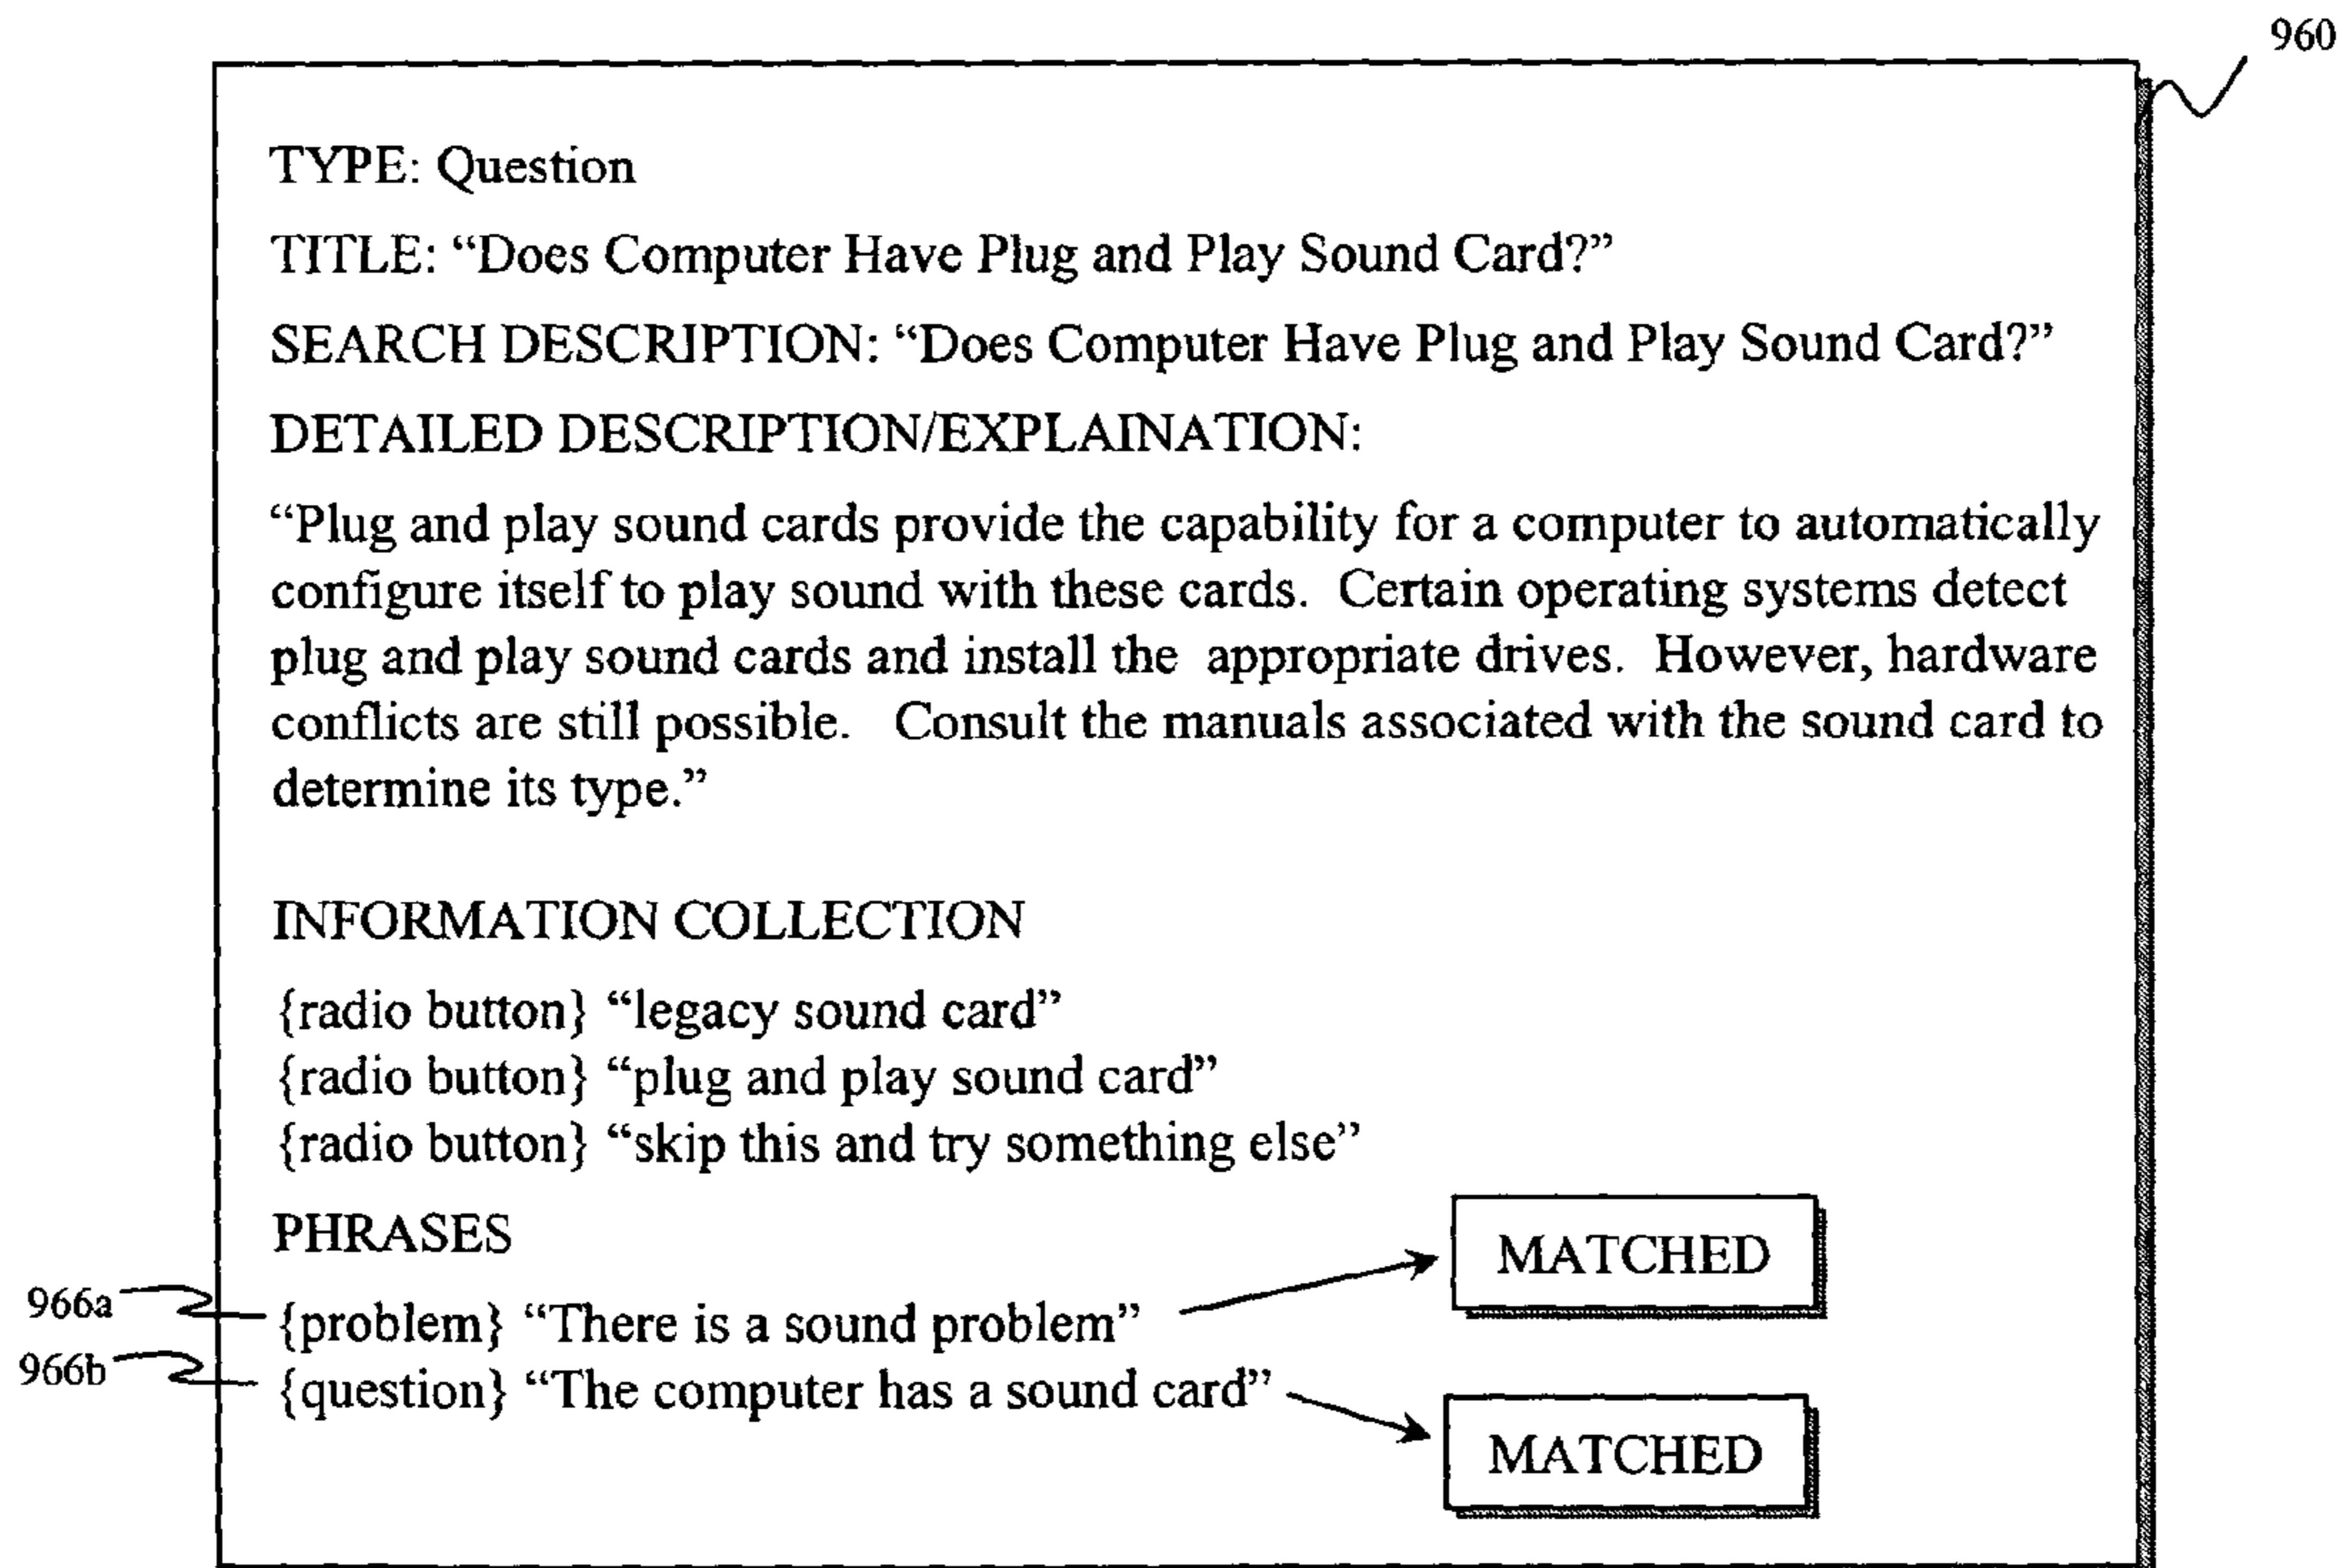 960
TYPE: Question
TITLE: “Does Computer Have Plug and Play Sound Card?”
SEARCH DESCRIPTION: “Does Computer Have Plug and Play Sound Card?”
DETAILED DESCRIPTION/EXPLAINATION:
“Plug and play sound cards provide the capability for a computer to automatically
configure itself to play sound with these cards.  Certain operating systems detect
plug and play sound cards and install the  appropriate drives.  However, hardware
conflicts are still possible.   Consult the manuals associated with the sound card to
determine its type.”
INFORMATION COLLECTION
{radio button} “legacy sound card”
{radio button} “plug and play sound card”
{radio button} “skip this and try something else”
PHRASES
MATCHED
966a {problem} “There is a sound problem”
966b {question} “The computer has a sound card”
MATCHED